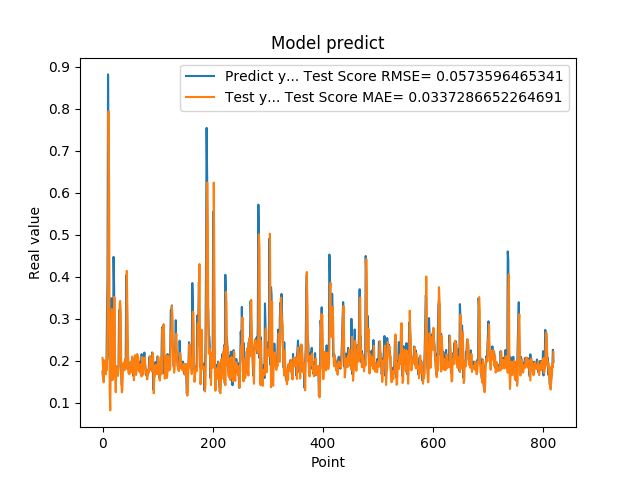 Model predict
Predict y... Test Score RMSE= 0.0573596465341
Test y... Test Score MAE= 0.0337286652264691
0.9
0.8
0.7
0.6
0.5
0.4
0.3
0.2
0.1
Real value
0 200 400 600 800
Point